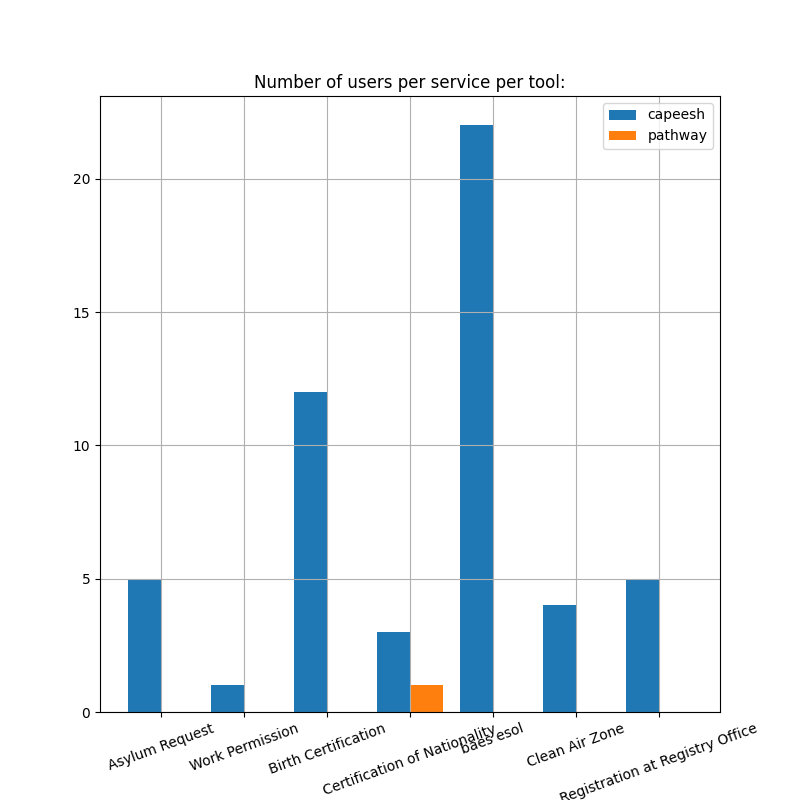 Number of users per service per tool:
capeesh
pathway
20
15
10
5
0
Asylum Request
Work Permission
Birth Certification
Certification of Nationality
baes esol
Clean Air Zone
Registration at Registry Office